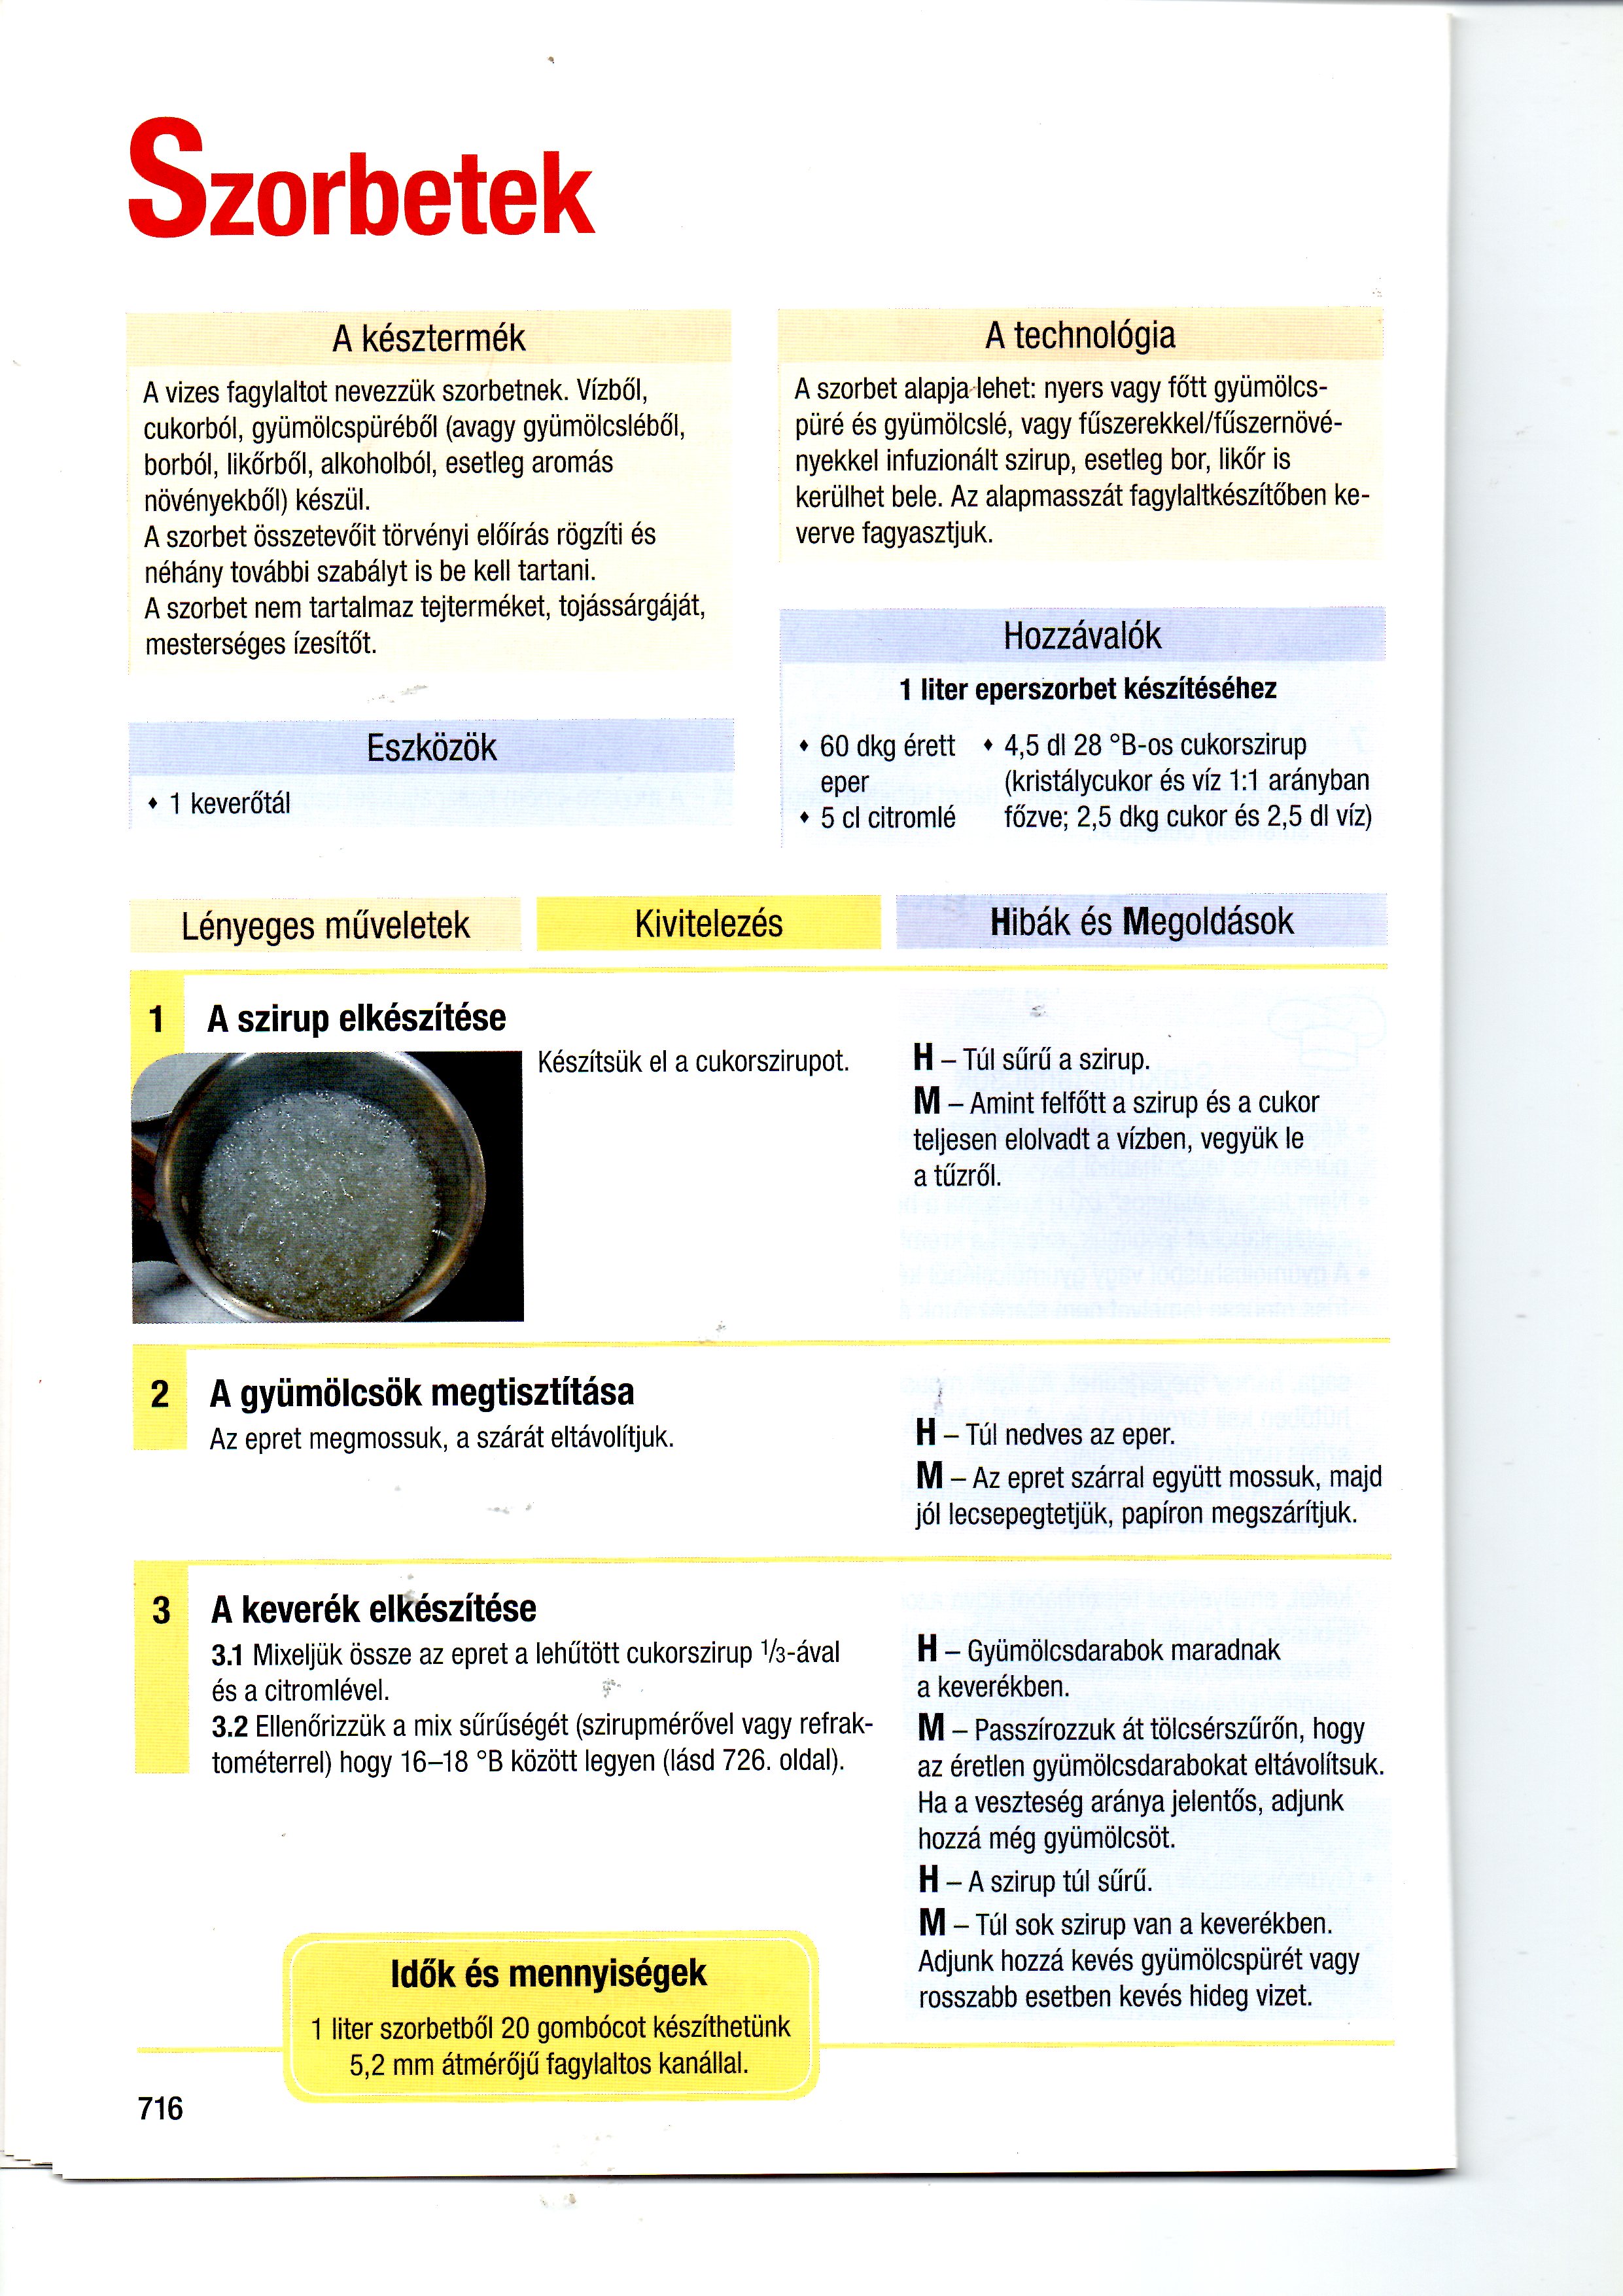 Szorbetek
A késztermék
A vizes fagylaltot nevezzük szorbetnek. Vízből,
cukorból, gyümölcspüréből (avagy gyümölcsléből,
borból, likőrből, alkoholból, esetleg aromás
növényekből) készül.
A szorbet összetevőit törvényi előírás rögzíti és
néhány további szabályt is be kell tartani.
A szorbet nem tartalmaz tejterméket, tojássárgáját,
mesterséges ízesítőt.
Eszközök
♦ 1 keverőtál
A technológia
A szorbet alapja lehet: nyers vagy főtt gyümölcs-
püré és gyümölcslé, vagy fűszerekkel/fűszernövé-
nyekkel infuzionált szirup, esetleg bor, likőr is
kerülhet bele. Az alapmasszát fagylaltkészítőben ke-
verve fagyasztjuk.
Hozzávalók
1 liter eperszorbet készítéséhez
♦ 60 dkg érett
eper
♦ 5 cl citromlé
♦ 4,5 dl 28 °B-os cukorszirup
(kristálycukor és víz 1:1 arányban
főzve; 2,5 dkg cukor és 2,5 dl víz)
Lényeges műveletek
Kivitelezés
Hibák és Megoldások
1 A szirup elkészítése
Készítsük el a cukorszirupot.
H – Túl sűrű a szirup.
M – Amint felfőtt a szirup és a cukor
teljesen elolvadt a vízben, vegyük le
a tűzről.
2 A gyümölcsök megtisztítása
Az epret megmossuk, a szárát eltávolítjuk.
H – Túl nedves az eper.
M – Az epret szárral együtt mossuk, majd
jól lecsepegtetjük, papíron megszárítjuk.
3 A keverék elkészítése
3.1 Mixeljük össze az epret a lehűtött cukorszirup 1/3-ával
és a citromlével.
3.2 Ellenőrizzük a mix sűrűségét (szirupmérővel vagy refrak-
tométerrel) hogy 16–18 °B között legyen (lásd 726. oldal).
H – Gyümölcsdarabok maradnak
a keverékben.
M – Passzírozzuk át tölcsérszűrőn, hogy
az éretlen gyümölcsdarabokat eltávolítsuk.
Ha a veszteség aránya jelentős, adjunk
hozzá még gyümölcsöt.
H – A szirup túl sűrű.
M – Túl sok szirup van a keverékben.
Adjunk hozzá kevés gyümölcspürét vagy
rosszabb esetben kevés hideg vizet.
Idők és mennyiségek
1 liter szorbetből 20 gombócot készíthetünk
5,2 mm átmérőjű fagylaltos kanállal.
716